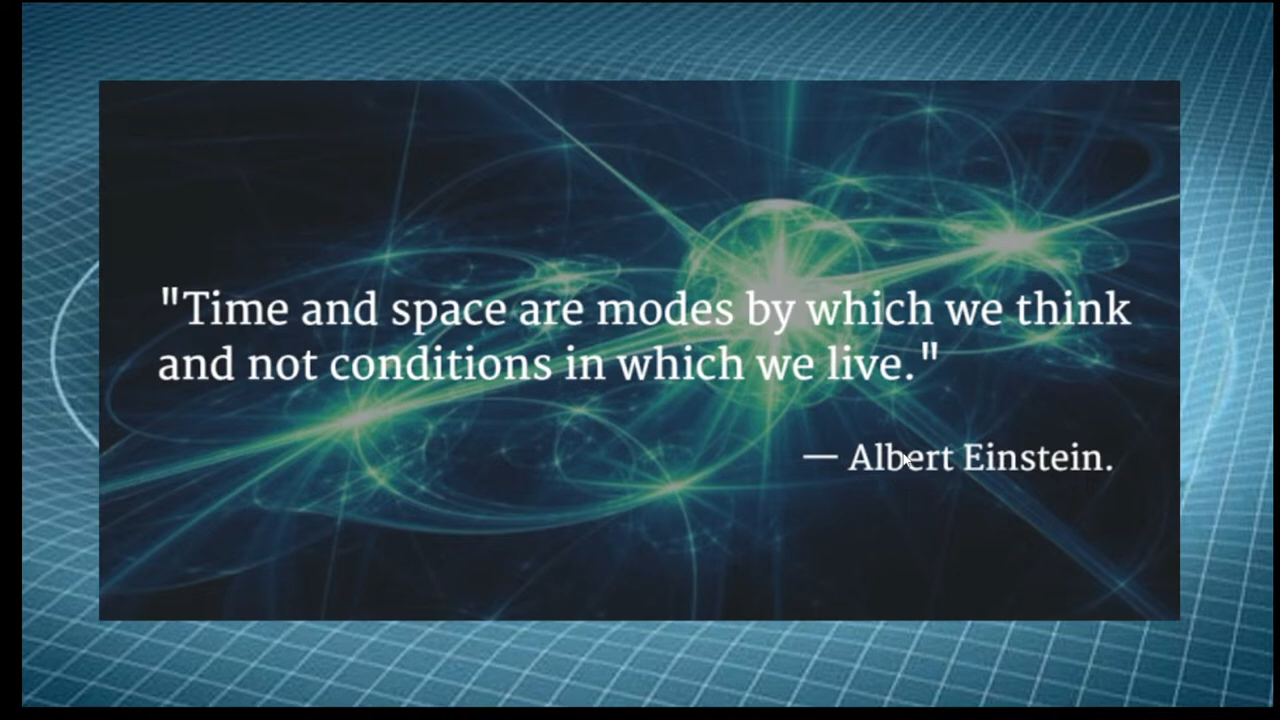 "Time and space are modes by which we think
and not conditions in which we live."
— Albert Einstein.